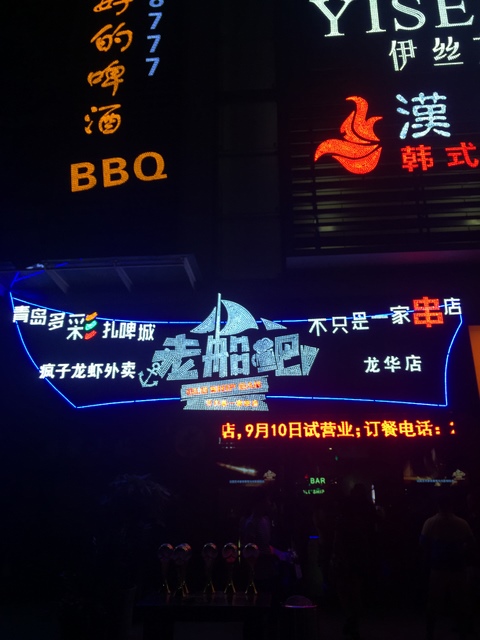 好的啤酒
8777
BBQ
YISE
伊丝
漢
韩式
青岛多彩扎啤城
疯子龙虾外卖
老船吧
不只是一家串店
龙华店
店,9月10日试营业;订餐电话:
BAR